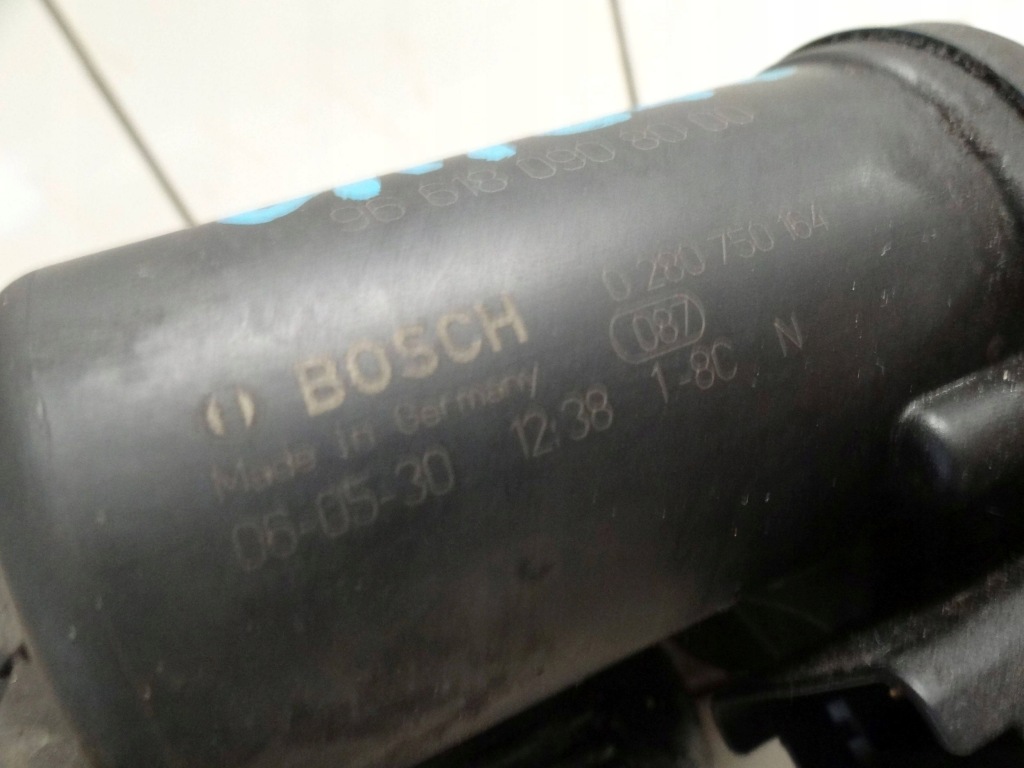 96 618 090 80 00
0 280 750 164
BOSCH
087
Made in Germany
1-8C N
06-05-30 12:38